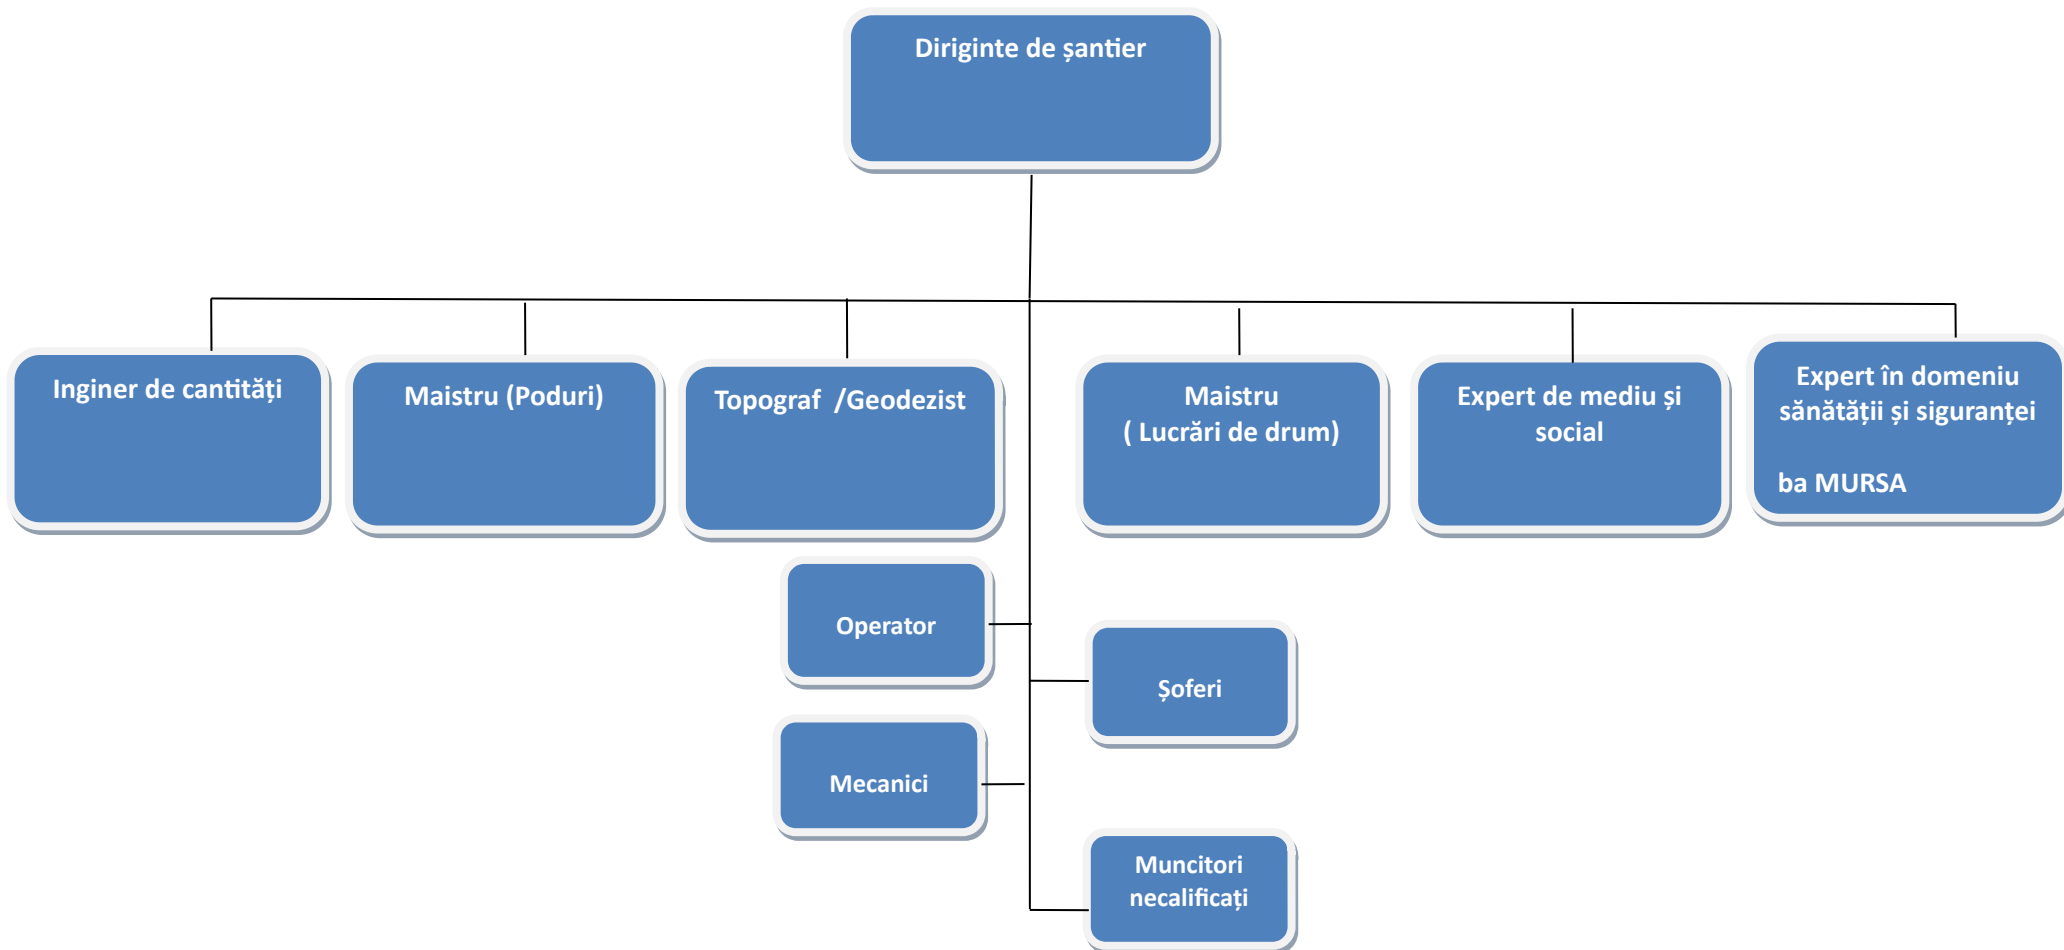 Diriginte de șantier
Inginer de cantități
Maistru (Poduri)
Topograf /Geodezist
Maistru
( Lucrări de drum)
Expert de mediu și
social
Expert în domeniu
sănătății și siguranței
ba MURSA
Operator
Șoferi
Mecanici
Muncitori
necalificați